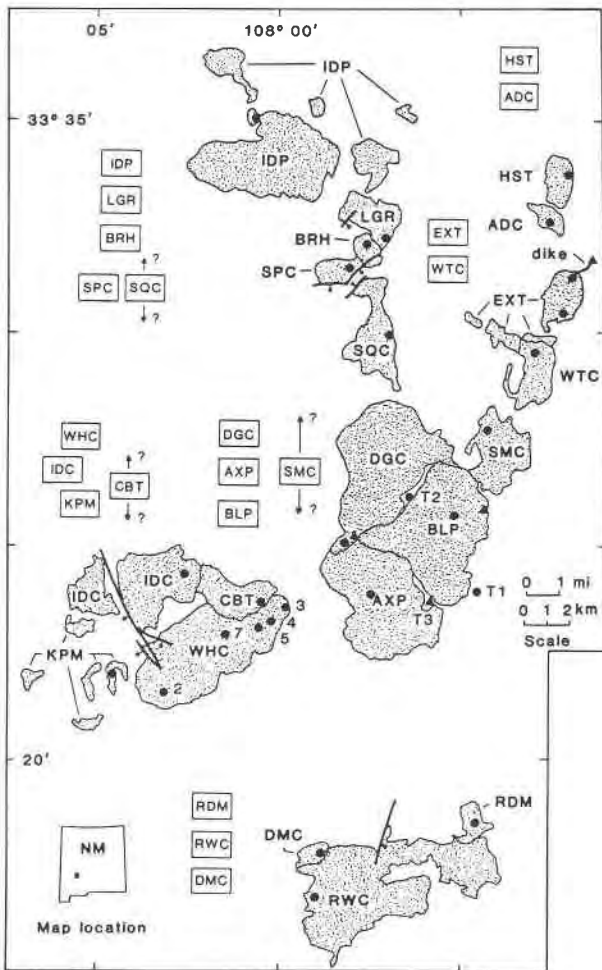 05' 108° 00'
IDP
HST
ADC
33° 35'
IDP
IDP
HST
LGR
LGR
ADC
BRH
BRH
EXT
dike
?
SPC
WTC
SPC SQC
EXT
?
SQC
WTC
WHC
?
DGC
?
IDC
CBT
AXP
SMC
DGC
SMC
KPM
?
BLP
?
T2
BLP
IDC
IDC
CBT
3
AXP
T1
0 1 mi
4
T3
0 1 2 km
KPM
WHC
7
5
Scale
2
20'
RDM
RDM
NM
RWC
DMC
DMC
RWC
Map location